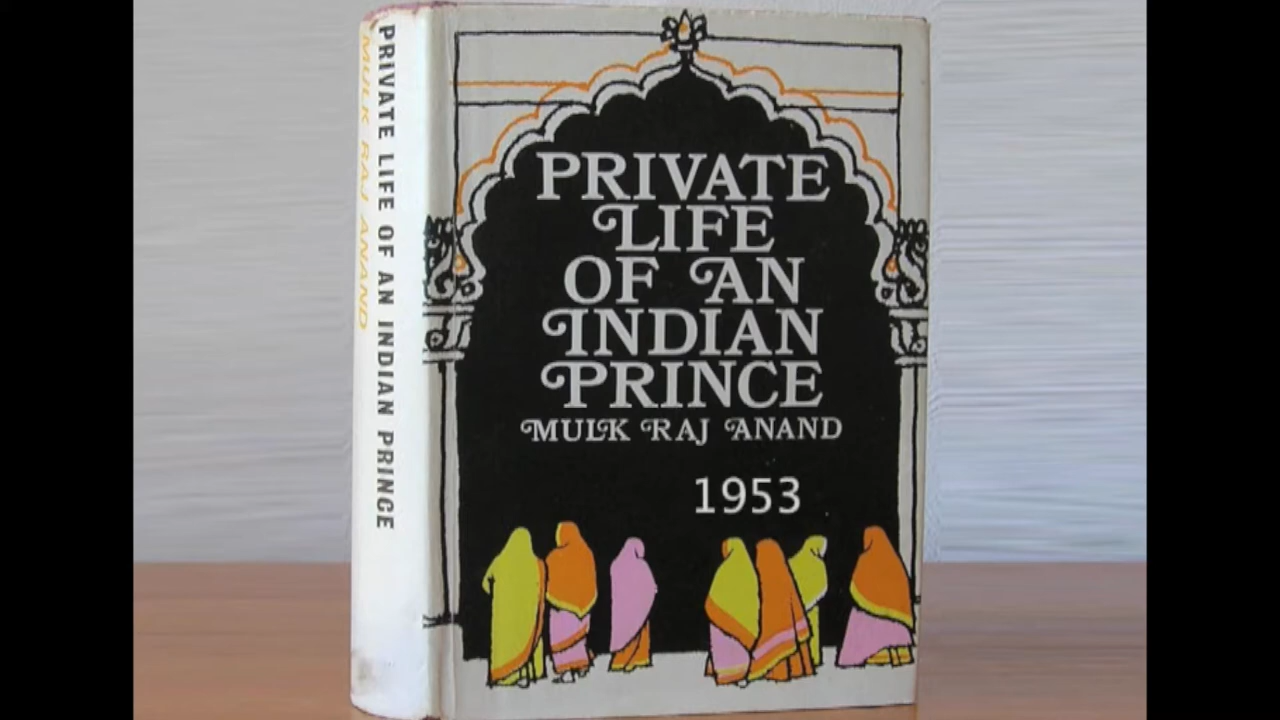 PRIVATE LIFE OF AN INDIAN PRINCE
MULK RAJ ANAND
PRIVATE
LIFE
OF AN
INDIAN
PRINCE
MULK RAJ ANAND
1953